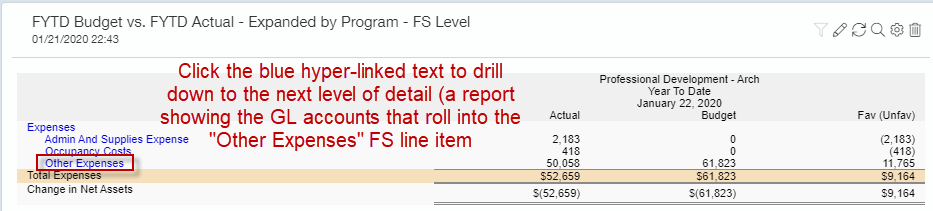 FYTD Budget vs. FYTD Actual - Expanded by Program - FS Level
01/21/2020 22:43
Click the blue hyper-linked text to drill
down to the next level of detail (a report
showing the GL accounts that roll into the
"Other Expenses" FS line item
Professional Development - Arch
Year To Date
January 22, 2020
Actual Budget Fav (Unfav)
Expenses
Admin And Supplies Expense 2,183 0 (2,183)
Occupancy Costs 418 0 (418)
Other Expenses 50,058 61,823 11,765
Total Expenses $52,659 $61,823 $9,164
Change in Net Assets $(52,659) $(61,823) $9,164